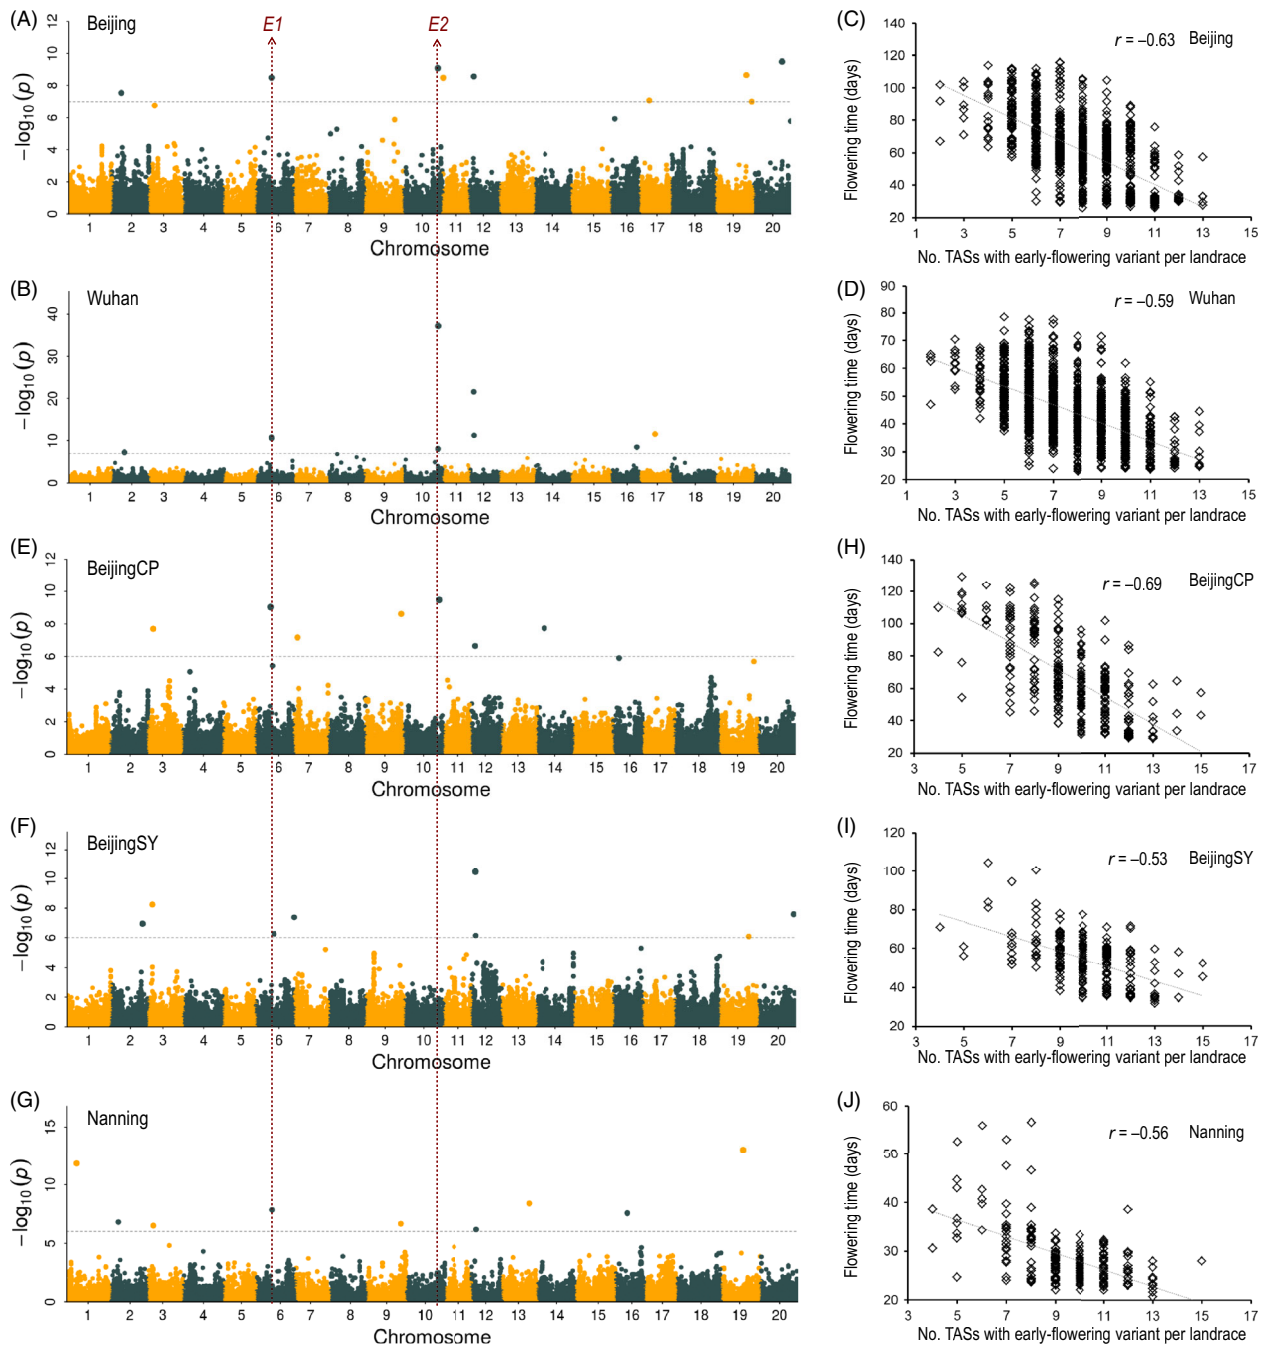 (A) Beijing
E1 E2
−log10(p)
12
10
8
6
4
2
0
1 2 3 4 5 6 7 8 9 10 11 12 13 14 15 16 17 18 19 20
Chromosome
(C) r = –0.63 Beijing
Flowering time (days)
140
120
100
80
60
40
20
1 3 5 7 9 11 13 15
No. TASs with early-flowering variant per landrace
(B) Wuhan
−log10(p)
40
30
20
10
0
1 2 3 4 5 6 7 8 9 10 11 12 13 14 15 16 17 18 19 20
Chromosome
(D) r = –0.59 Wuhan
Flowering time (days)
90
80
70
60
50
40
30
20
1 3 5 7 9 11 13 15
No. TASs with early-flowering variant per landrace
(E) BeijingCP
−log10(p)
12
10
8
6
4
2
0
1 2 3 4 5 6 7 8 9 10 11 12 13 14 15 16 17 18 19 20
Chromosome
(H) r = –0.69 BeijingCP
Flowering time (days)
140
120
100
80
60
40
20
3 5 7 9 11 13 15 17
No. TASs with early-flowering variant per landrace
(F) BeijingSY
−log10(p)
12
10
8
6
4
2
0
1 2 3 4 5 6 7 8 9 10 11 12 13 14 15 16 17 18 19 20
Chromosome
(I) r = –0.53 BeijingSY
Flowering time (days)
120
100
80
60
40
20
3 5 7 9 11 13 15 17
No. TASs with early-flowering variant per landrace
(G) Nanning
−log10(p)
15
10
5
0
1 2 3 4 5 6 7 8 9 10 11 12 13 14 15 16 17 18 19 20
Chromosome
(J) r = –0.56 Nanning
Flowering time (days)
60
50
40
30
20
3 5 7 9 11 13 15 17
No. TASs with early-flowering variant per landrace